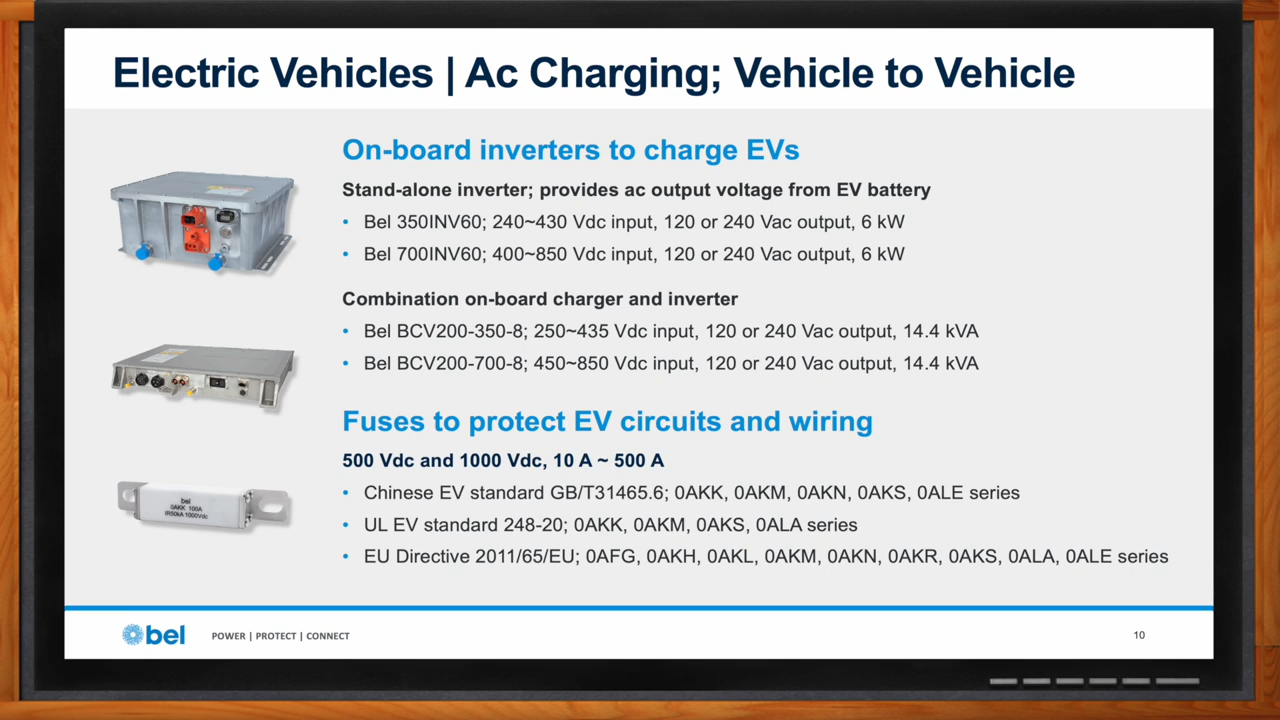 Electric Vehicles | Ac Charging; Vehicle to Vehicle
On-board inverters to charge EVs
Stand-alone inverter; provides ac output voltage from EV battery
• Bel 350INV60; 240~430 Vdc input, 120 or 240 Vac output, 6 kW
• Bel 700INV60; 400~850 Vdc input, 120 or 240 Vac output, 6 kW
Combination on-board charger and inverter
• Bel BCV200-350-8; 250~435 Vdc input, 120 or 240 Vac output, 14.4 kVA
• Bel BCV200-700-8; 450~850 Vdc input, 120 or 240 Vac output, 14.4 kVA
Fuses to protect EV circuits and wiring
500 Vdc and 1000 Vdc, 10 A ~ 500 A
• Chinese EV standard GB/T31465.6; 0AKK, 0AKM, 0AKN, 0AKS, 0ALE series
• UL EV standard 248-20; 0AKK, 0AKM, 0AKS, 0ALA series
• EU Directive 2011/65/EU; 0AFG, 0AKH, 0AKL, 0AKM, 0AKN, 0AKR, 0AKS, 0ALA, 0ALE series
bel
0AKK 100A
IR50kA 1000Vdc
bel
POWER | PROTECT | CONNECT
10